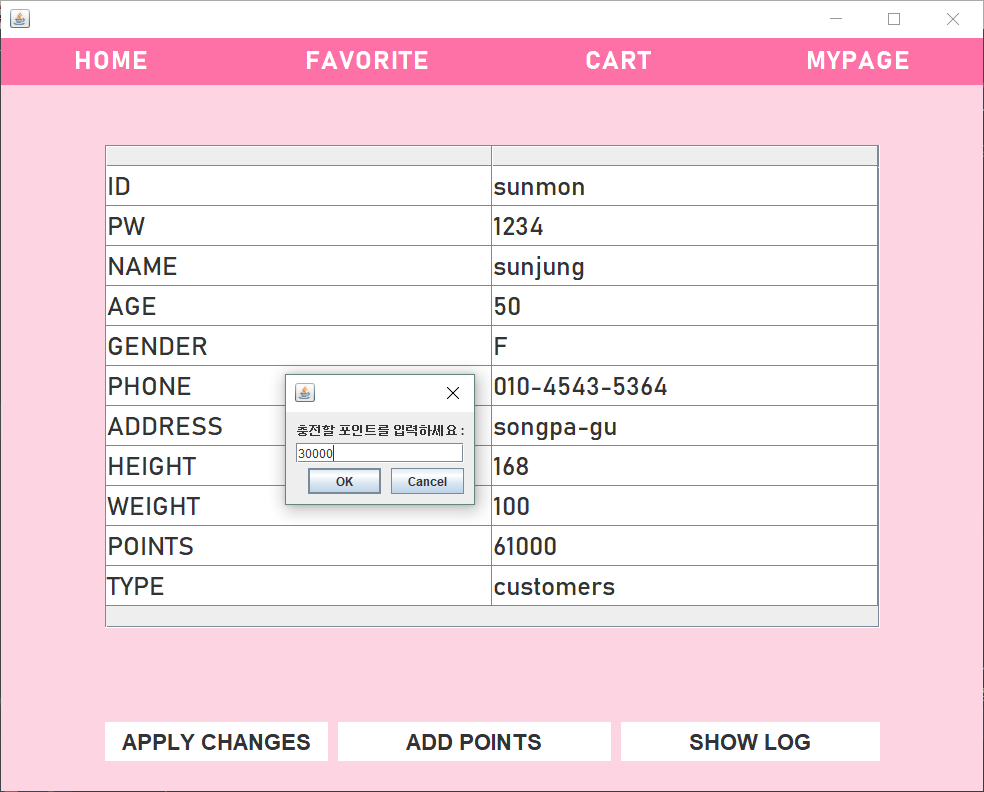 HOME FAVORITE CART MYPAGE
ID sunmon
PW 1234
NAME sunjung
AGE 50
GENDER F
PHONE 010-4543-5364
ADDRESS songpa-gu
HEIGHT 168
WEIGHT 100
POINTS 61000
TYPE customers
충전할 포인트를 입력하세요 :
30000
OK Cancel
APPLY CHANGES ADD POINTS SHOW LOG